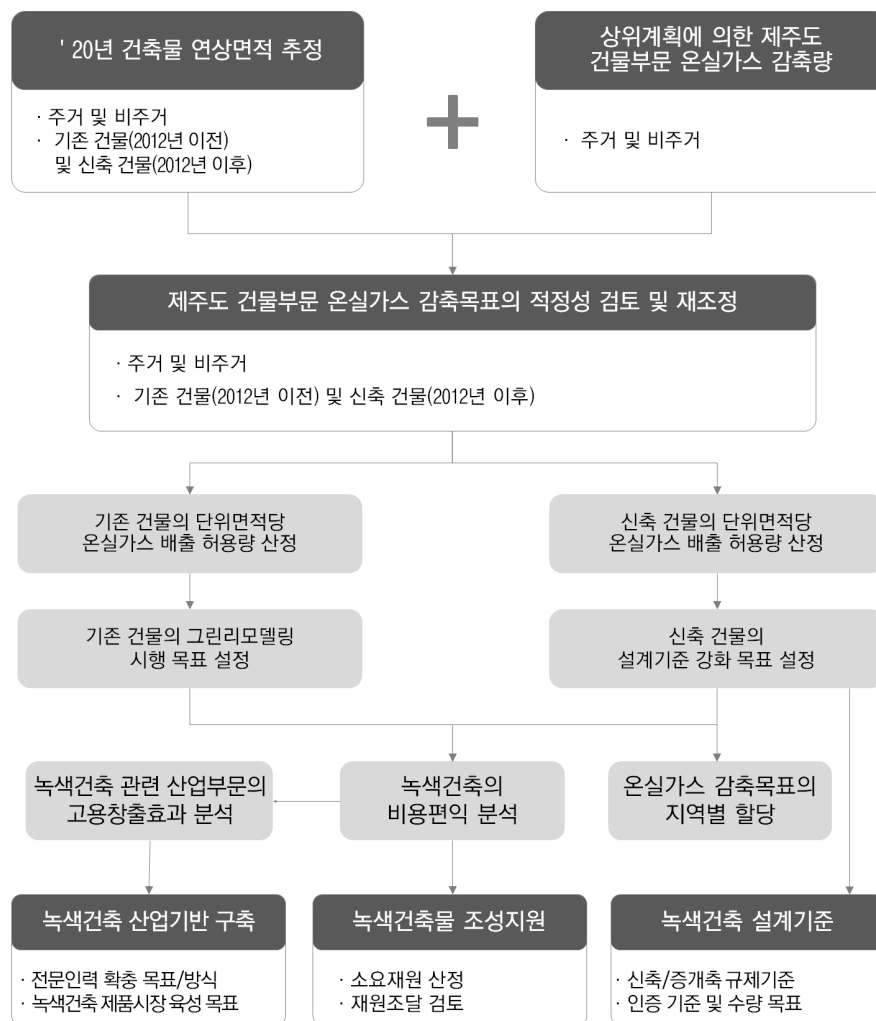 ' 20년 건축물 연상면적 추정
· 주거 및 비주거
· 기존 건물(2012년 이전)
및 신축 건물(2012년 이후)
+
상위계획에 의한 제주도
건물부문 온실가스 감축량
· 주거 및 비주거
제주도 건물부문 온실가스 감축목표의 적정성 검토 및 재조정
· 주거 및 비주거
· 기존 건물(2012년 이전) 및 신축 건물(2012년 이후)
기존 건물의 단위면적당
온실가스 배출 허용량 산정
신축 건물의 단위면적당
온실가스 배출 허용량 산정
기존 건물의 그린리모델링
시행 목표 설정
신축 건물의
설계기준 강화 목표 설정
녹색건축 관련 산업부문의
고용창출효과 분석
녹색건축의
비용편익 분석
온실가스 감축목표의
지역별 할당
녹색건축 산업기반 구축
· 전문인력 확충 목표/방식
· 녹색건축 제품시장 육성 목표
녹색건축물 조성지원
· 소요재원 산정
· 재원조달 검토
녹색건축 설계기준
· 신축/증개축 규제기준
· 인증 기준 및 수량 목표